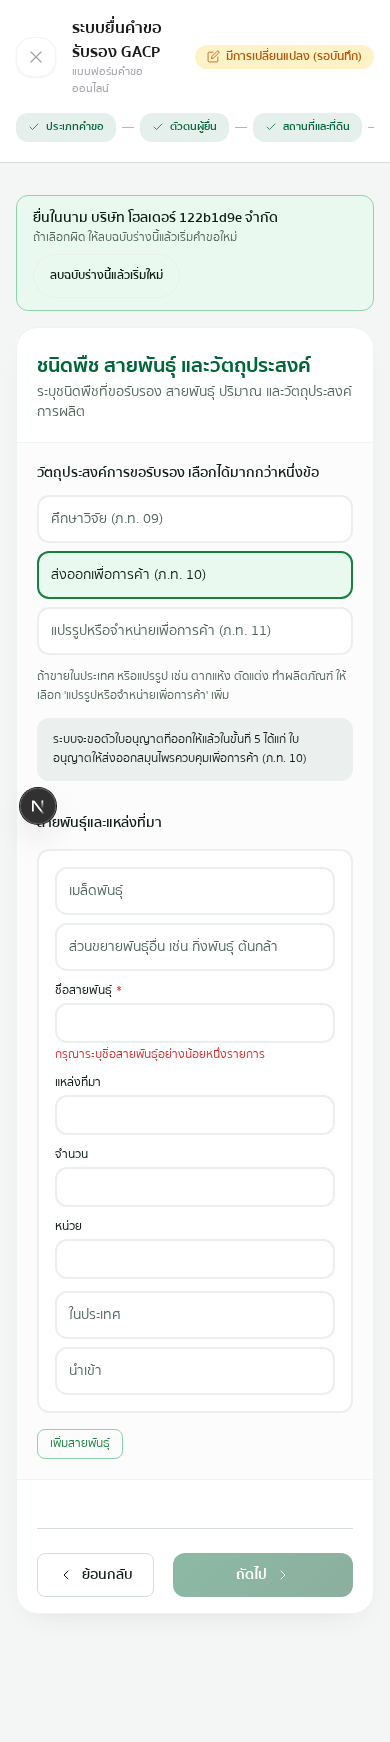 ระบบยื่นคำขอ
รับรอง GACP
แบบฟอร์มคำขอ
ออนไลน์
มีการเปลี่ยนแปลง (รอบันทึก)
ประเภทคำขอ
ตัวตนผู้ยื่น
สถานที่และที่ดิน
ยื่นในนาม บริษัท โฮลเดอร์ 122b1d9e จำกัด
ถ้าเลือกผิด ให้ลบฉบับร่างนี้แล้วเริ่มคำขอใหม่
ลบฉบับร่างนี้แล้วเริ่มใหม่
ชนิดพืช สายพันธุ์ และวัตถุประสงค์
ระบุชนิดพืชที่ขอรับรอง สายพันธุ์ ปริมาณ และวัตถุประสงค์
การผลิต
วัตถุประสงค์การขอรับรอง เลือกได้มากกว่าหนึ่งข้อ
ศึกษาวิจัย (ภ.ท. 09)
ส่งออกเพื่อการค้า (ภ.ท. 10)
แปรรูปหรือจำหน่ายเพื่อการค้า (ภ.ท. 11)
ถ้าขายในประเทศ หรือแปรรูป เช่น ตากแห้ง ตัดแต่ง ทำผลิตภัณฑ์ ให้
เลือก 'แปรรูปหรือจำหน่ายเพื่อการค้า' เพิ่ม
ระบบจะขอตัวใบอนุญาตที่ออกให้แล้วในขั้นที่ 5 ได้แก่ ใบ
อนุญาตให้ส่งออกสมุนไพรควบคุมเพื่อการค้า (ภ.ท. 10)
N
สายพันธุ์และแหล่งที่มา
เมล็ดพันธุ์
ส่วนขยายพันธุ์อื่น เช่น กิ่งพันธุ์ ต้นกล้า
ชื่อสายพันธุ์ *
กรุณาระบุชื่อสายพันธุ์อย่างน้อยหนึ่งรายการ
แหล่งที่มา
จำนวน
หน่วย
ในประเทศ
นำเข้า
เพิ่มสายพันธุ์
ย้อนกลับ
ถัดไป